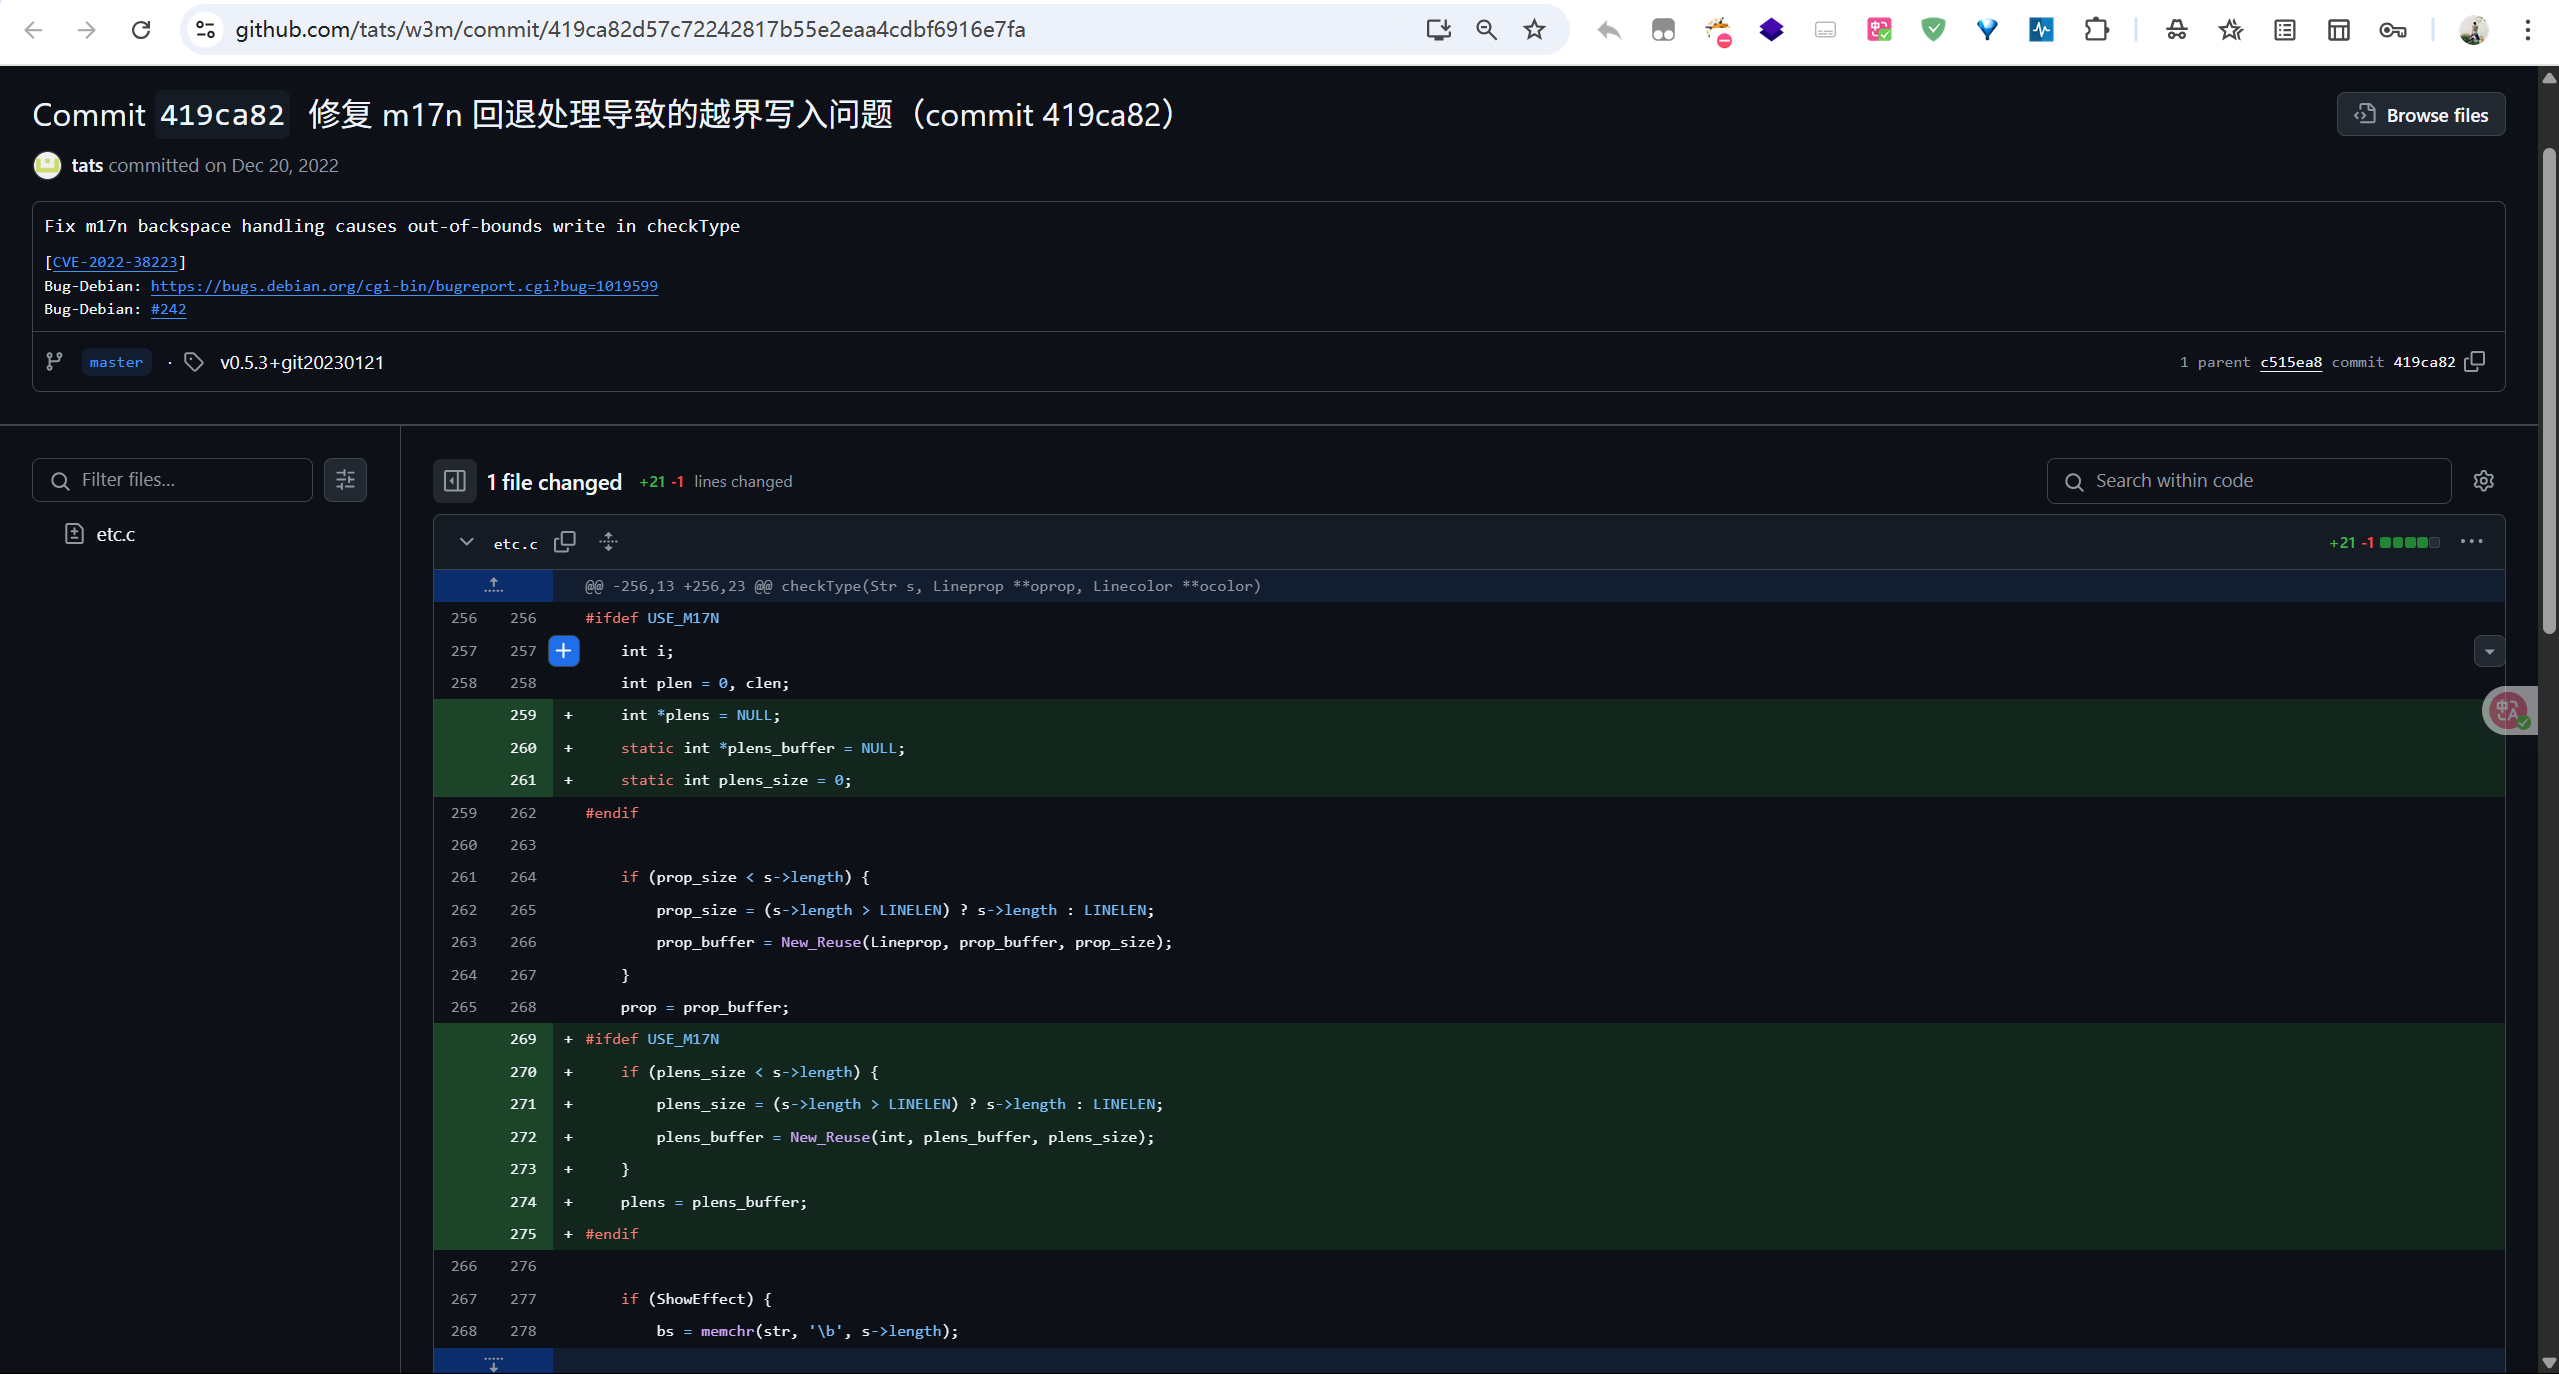 github.com/tats/w3m/commit/419ca82d57c72242817b55e2eaa4cdbf6916e7fa
Commit 419ca82 修复 m17n 回退处理导致的越界写入问题（commit 419ca82）
Browse files
tats committed on Dec 20, 2022
Fix m17n backspace handling causes out-of-bounds write in checkType
[CVE-2022-38223]
Bug-Debian: https://bugs.debian.org/cgi-bin/bugreport.cgi?bug=1019599
Bug-Debian: #242
master · v0.5.3+git20230121
1 parent c515ea8 commit 419ca82
Filter files...
etc.c
1 file changed +21 -1 lines changed
Search within code
etc.c
+21 -1
@@ -256,13 +256,23 @@ checkType(Str s, Lineprop **oprop, Linecolor **ocolor)
256 256 #ifdef USE_M17N
257 257 int i;
258 258 int plen = 0, clen;
259 + int *plens = NULL;
260 + static int *plens_buffer = NULL;
261 + static int plens_size = 0;
259 262 #endif
260 263
261 264 if (prop_size < s->length) {
262 265 prop_size = (s->length > LINELEN) ? s->length : LINELEN;
263 266 prop_buffer = New_Reuse(Lineprop, prop_buffer, prop_size);
264 267 }
265 268 prop = prop_buffer;
269 + #ifdef USE_M17N
270 + if (plens_size < s->length) {
271 + plens_size = (s->length > LINELEN) ? s->length : LINELEN;
272 + plens_buffer = New_Reuse(int, plens_buffer, plens_size);
273 + }
274 + plens = plens_buffer;
275 + #endif
266 276
267 277 if (ShowEffect) {
268 278 bs = memchr(str, '\b', s->length);